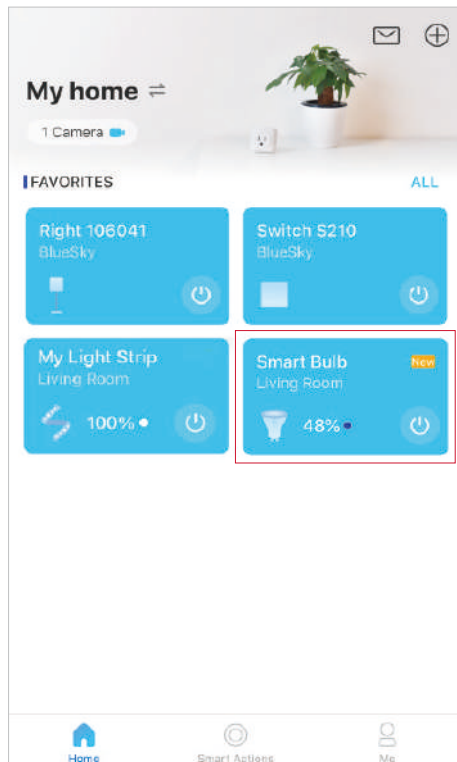 My home
1 Camera
FAVORITES
ALL
Right 106041
BlueSky
Switch S210
BlueSky
My Light Strip
Living Room
100%
Smart Bulb
New
Living Room
48%
Home
Smart Actions
Me